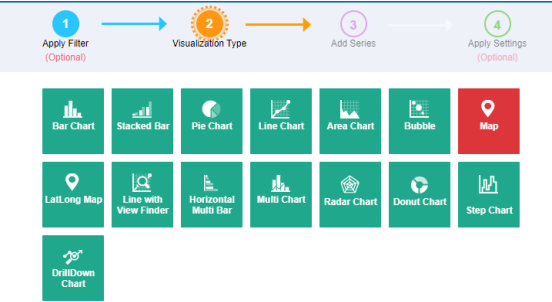 1
2
3
4
Apply Filter
Visualization Type
Add Series
Apply Settings
(Optional)
(Optional)
Bar Chart
Stacked Bar
Pie Chart
Line Chart
Area Chart
Bubble
Map
LatLong Map
Line with
View Finder
Horizontal
Multi Bar
Multi Chart
Radar Chart
Donut Chart
Step Chart
DrillDown
Chart